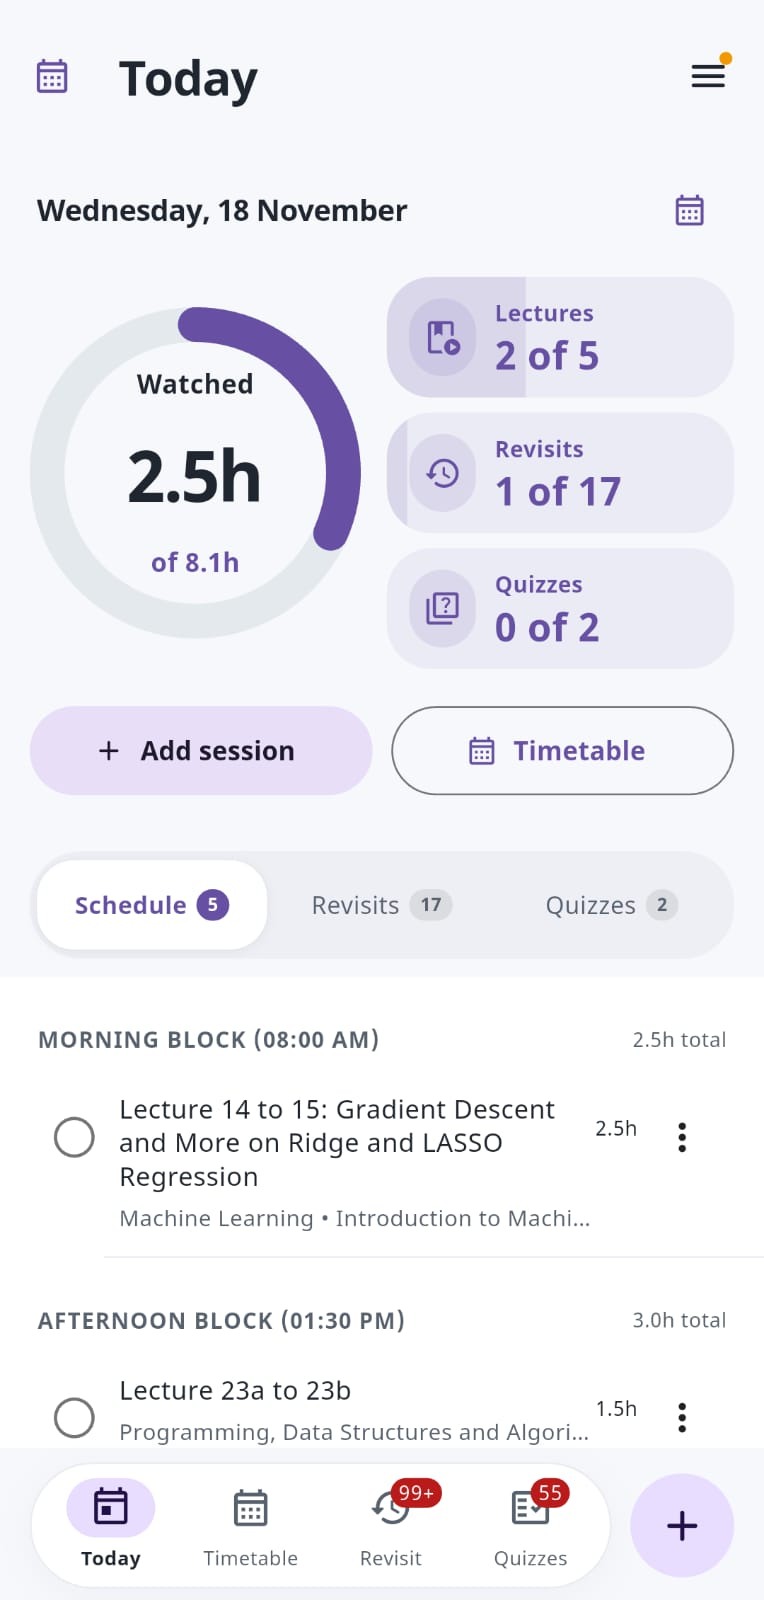 Today
Wednesday, 18 November
Watched
2.5h
of 8.1h
Lectures
2 of 5
Revisits
1 of 17
Quizzes
0 of 2
+ Add session
Timetable
Schedule 5
Revisits 17
Quizzes 2
MORNING BLOCK (08:00 AM) 2.5h total
Lecture 14 to 15: Gradient Descent
and More on Ridge and LASSO
Regression
2.5h
Machine Learning • Introduction to Machi...
AFTERNOON BLOCK (01:30 PM) 3.0h total
Lecture 23a to 23b
1.5h
Programming, Data Structures and Algori...
99+
55
Today
Timetable
Revisit
Quizzes